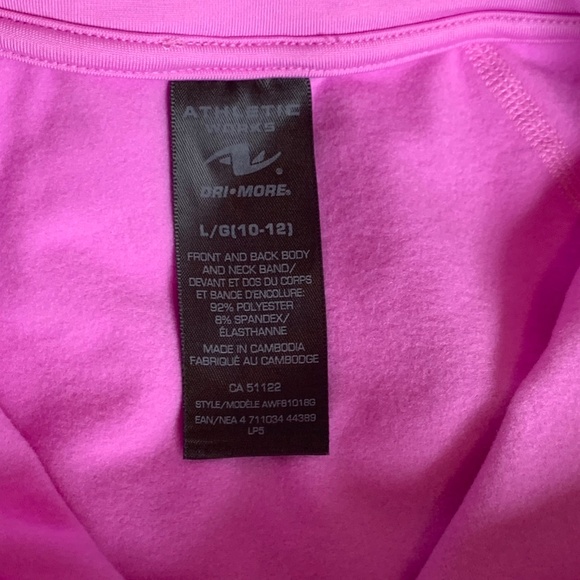 ATHLETIC
WORKS
DRI•MORE®
L/G(10-12)
FRONT AND BACK BODY
AND NECK BAND/
DEVANT ET DOS DU CORPS
ET BANDE D'ENCOLURE:
92% POLYESTER
8% SPANDEX/
ÉLASTHANNE
MADE IN CAMBODIA
FABRIQUÉ AU CAMBODGE
CA 51122
STYLE/MODÈLE AWF81018G
EAN/NEA 4 711034 44389
LP5